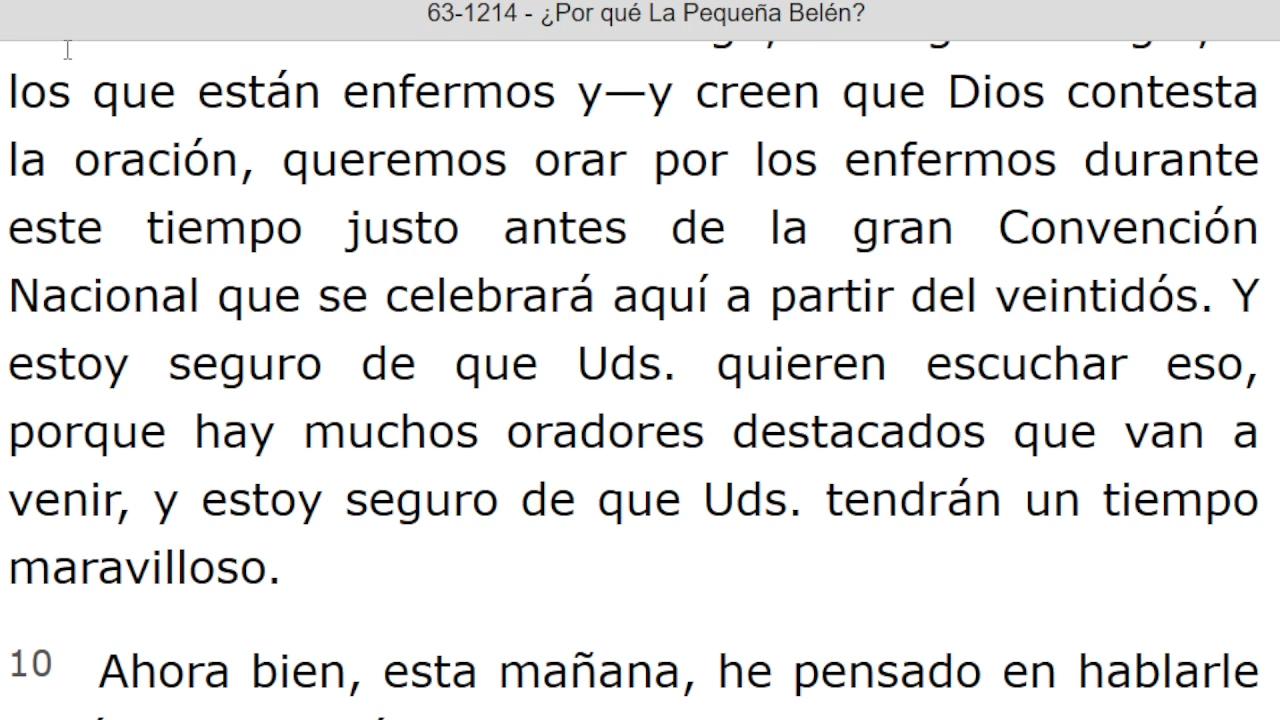 63-1214 - ¿Por qué La Pequeña Belén?
los que están enfermos y—y creen que Dios contesta
la oración, queremos orar por los enfermos durante
este tiempo justo antes de la gran Convención
Nacional que se celebrará aquí a partir del veintidós. Y
estoy seguro de que Uds. quieren escuchar eso,
porque hay muchos oradores destacados que van a
venir, y estoy seguro de que Uds. tendrán un tiempo
maravilloso.
10 Ahora bien, esta mañana, he pensado en hablarle